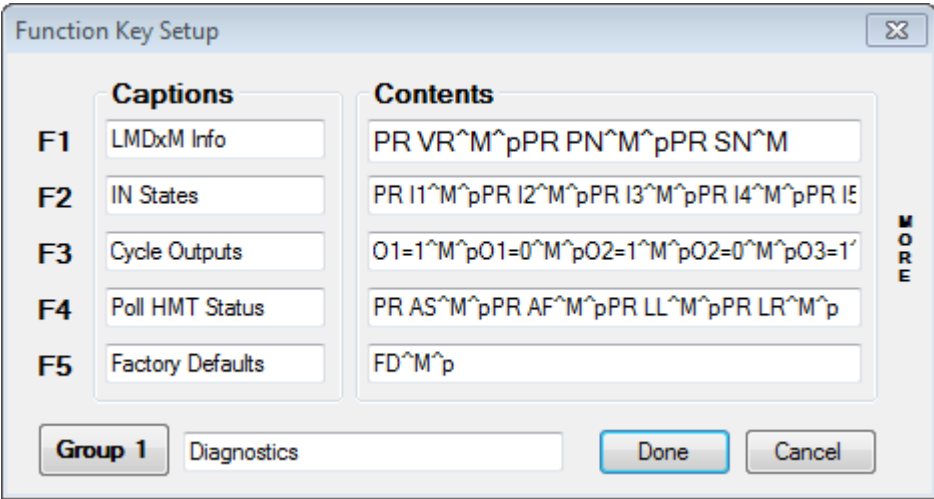 Function Key Setup
Captions Contents
F1 LMDxM Info PR VR^M^pPR PN^M^pPR SN^M
F2 IN States PR I1^M^pPR I2^M^pPR I3^M^pPR I4^M^pPR I5
F3 Cycle Outputs O1=1^M^pO1=0^M^pO2=1^M^pO2=0^M^pO3=1^
F4 Poll HMT Status PR AS^M^pPR AF^M^pPR LL^M^pPR LR^M^p
F5 Factory Defaults FD^M^p
MORE
Group 1 Diagnostics Done Cancel